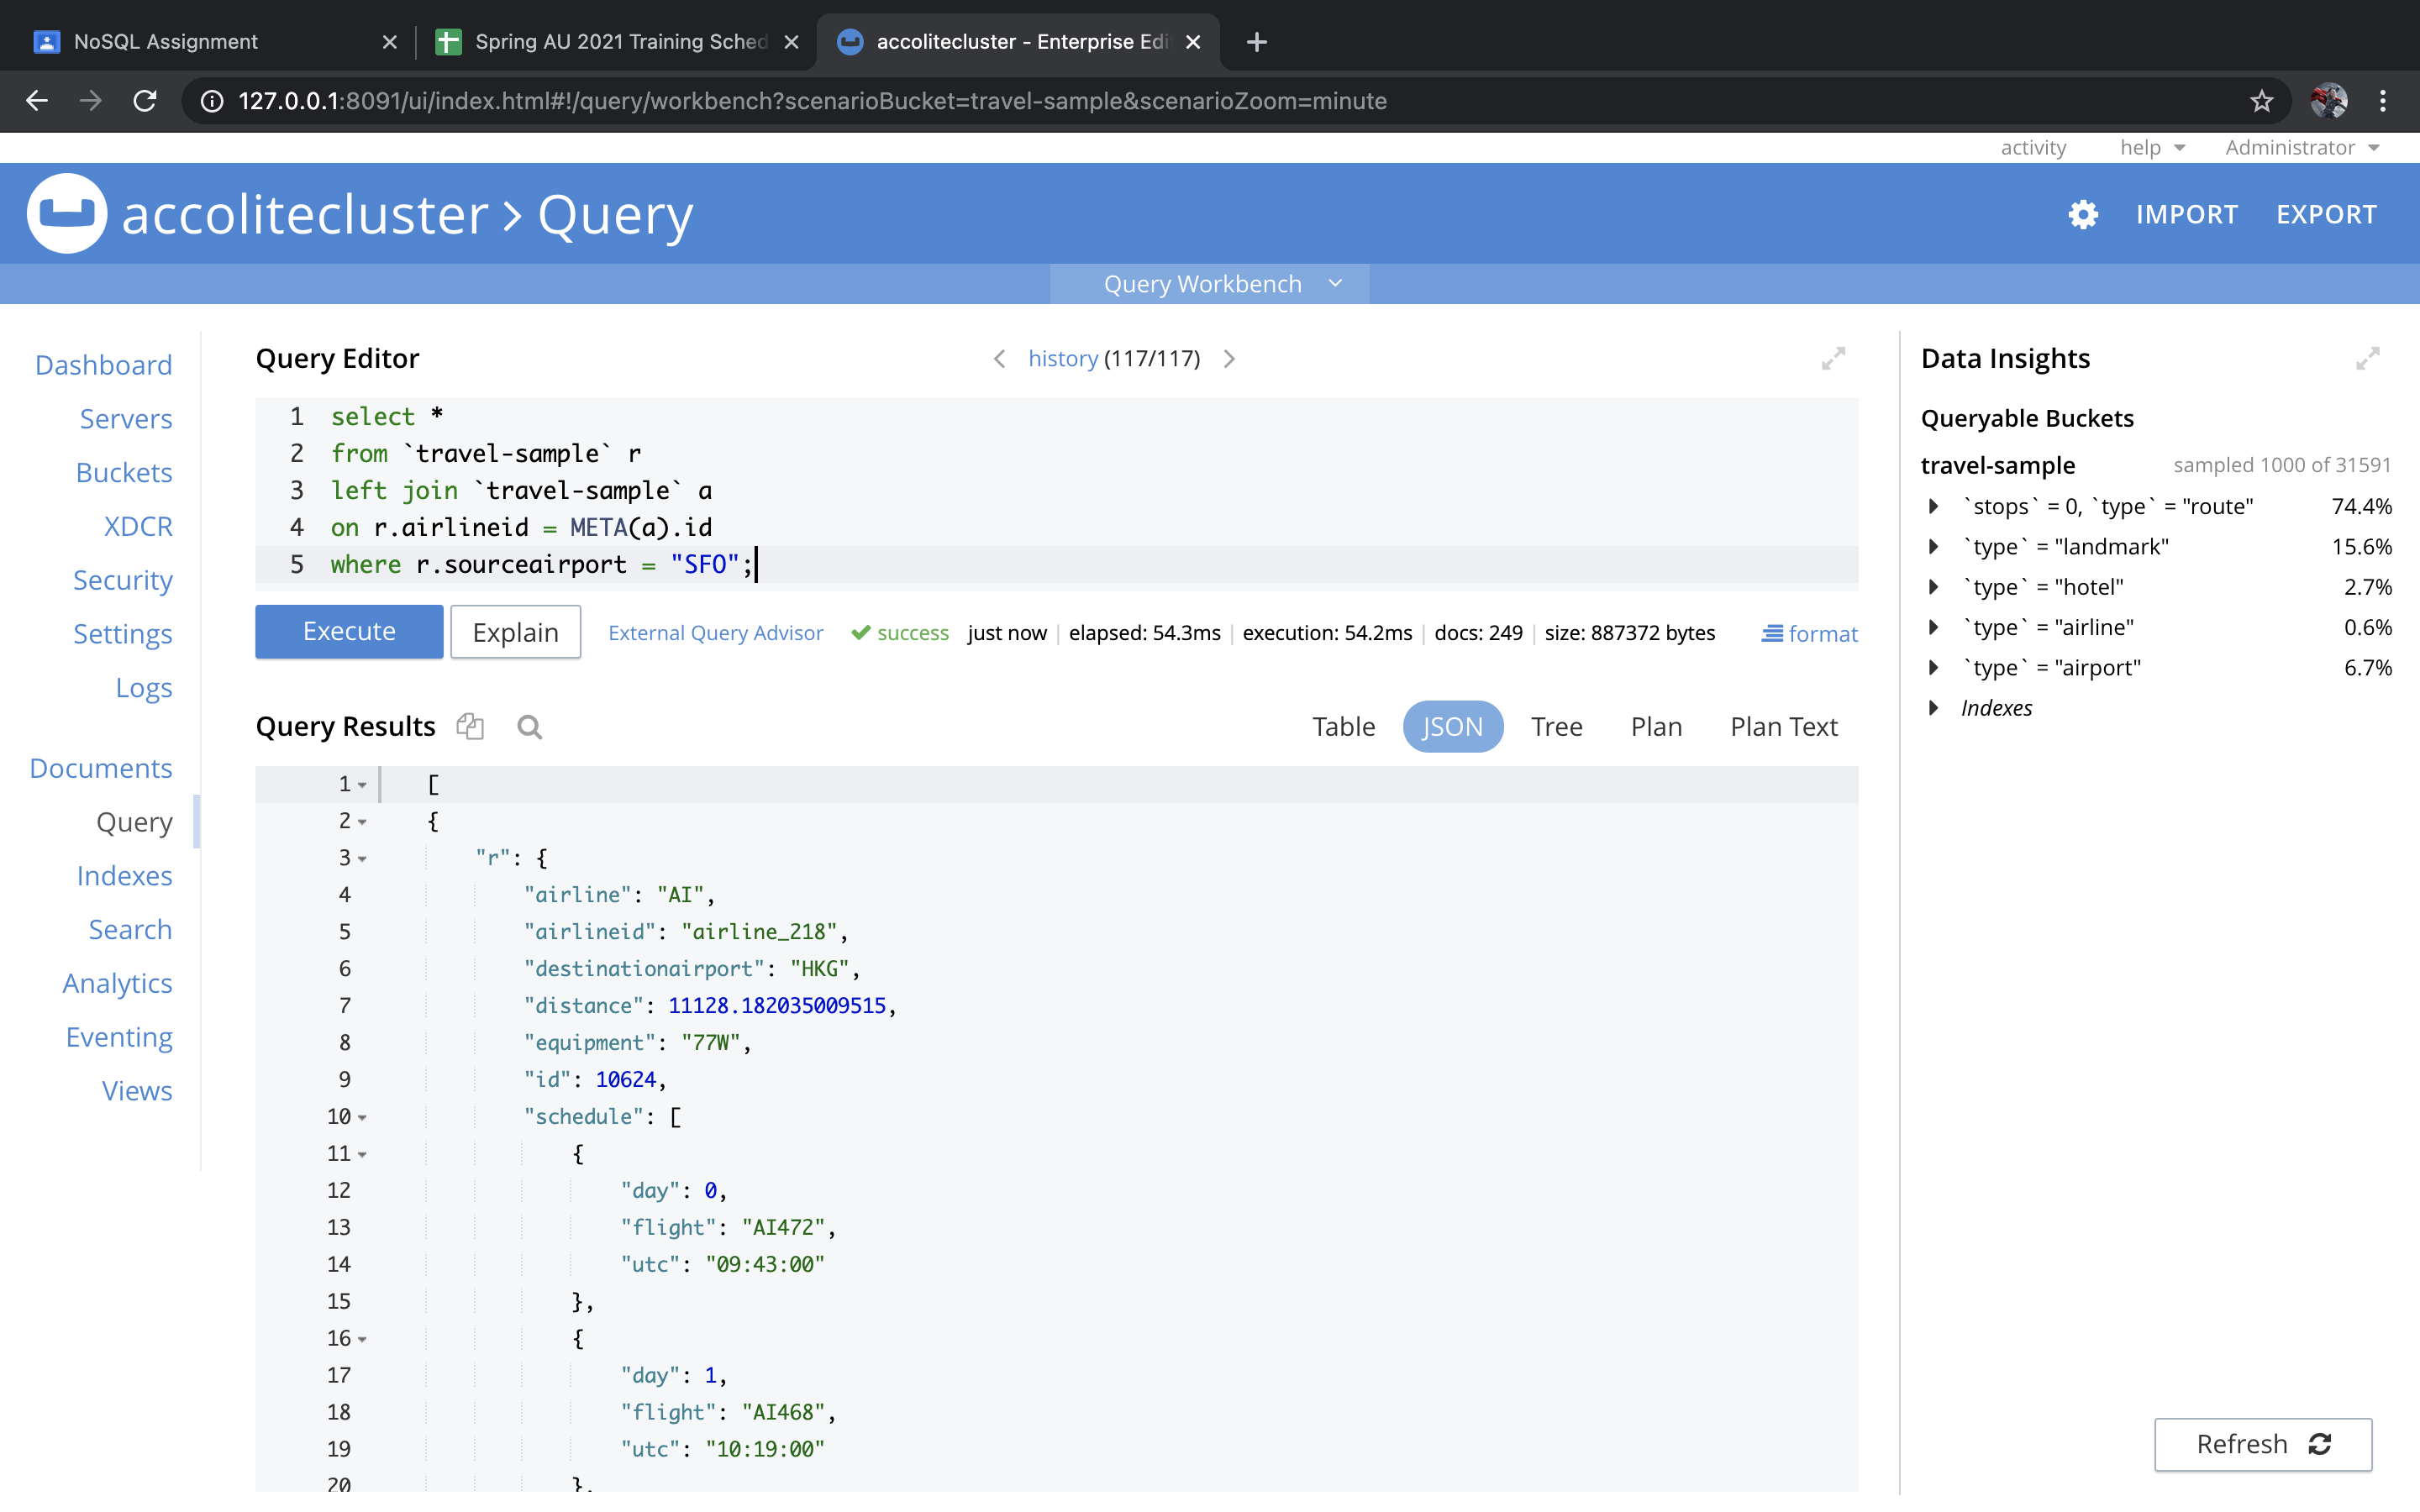 NoSQL Assignment
Spring AU 2021 Training Sched
accolitecluster - Enterprise Edi
127.0.0.1:8091/ui/index.html#!/query/workbench?scenarioBucket=travel-sample&scenarioZoom=minute
activity help Administrator
accolitecluster > Query
IMPORT EXPORT
Query Workbench
Dashboard
Servers
Buckets
XDCR
Security
Settings
Logs
Documents
Query
Indexes
Search
Analytics
Eventing
Views
Query Editor
history (117/117)
1 select *
2 from `travel-sample` r
3 left join `travel-sample` a
4 on r.airlineid = META(a).id
5 where r.sourceairport = "SFO";
Execute Explain External Query Advisor success just now | elapsed: 54.3ms | execution: 54.2ms | docs: 249 | size: 887372 bytes format
Query Results
Table JSON Tree Plan Plan Text
1 [
2 {
3 "r": {
4 "airline": "AI",
5 "airlineid": "airline_218",
6 "destinationairport": "HKG",
7 "distance": 11128.182035009515,
8 "equipment": "77W",
9 "id": 10624,
10 "schedule": [
11 {
12 "day": 0,
13 "flight": "AI472",
14 "utc": "09:43:00"
15 },
16 {
17 "day": 1,
18 "flight": "AI468",
19 "utc": "10:19:00"
20 },
Data Insights
Queryable Buckets
travel-sample sampled 1000 of 31591
`stops` = 0, `type` = "route" 74.4%
`type` = "landmark" 15.6%
`type` = "hotel" 2.7%
`type` = "airline" 0.6%
`type` = "airport" 6.7%
Indexes
Refresh